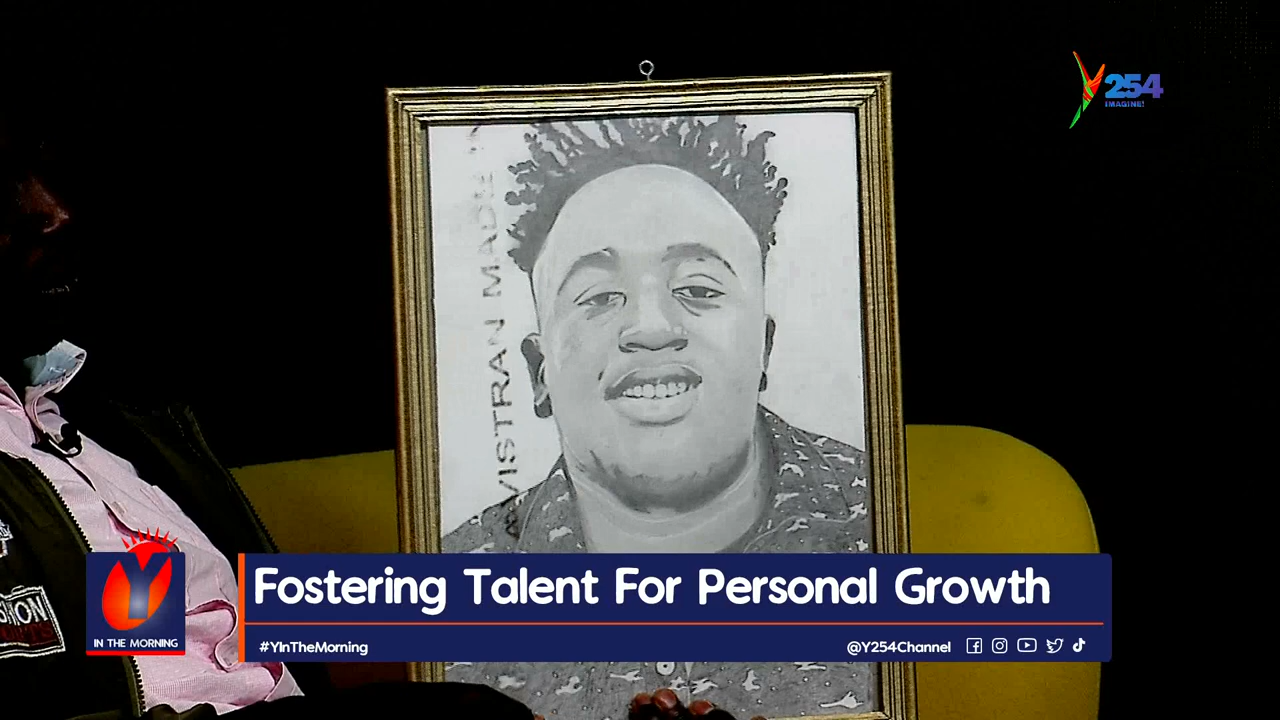 Y254
IMAGINE!
VISTRAN MADE
Fostering Talent For Personal Growth
IN THE MORNING
#YInTheMorning
@Y254Channel